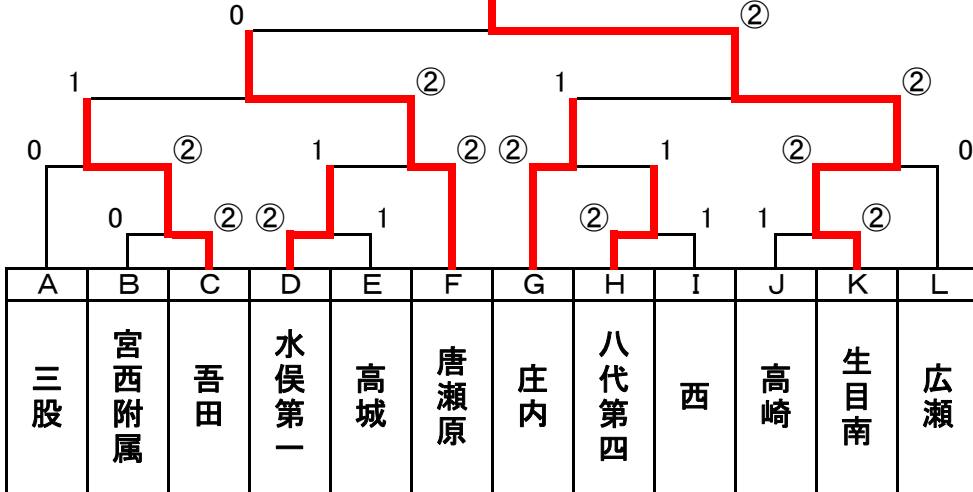 0 ②
1 ② 1 ②
0 ② 1 ② ② 1 ② 0
0 ② ② 1 ② 1 1 ②
A B C D E F G H I J K L
三股
宮西附属
吾田
水俣第一
高城
唐瀬原
庄内
八代第四
西
高崎
生目南
広瀬